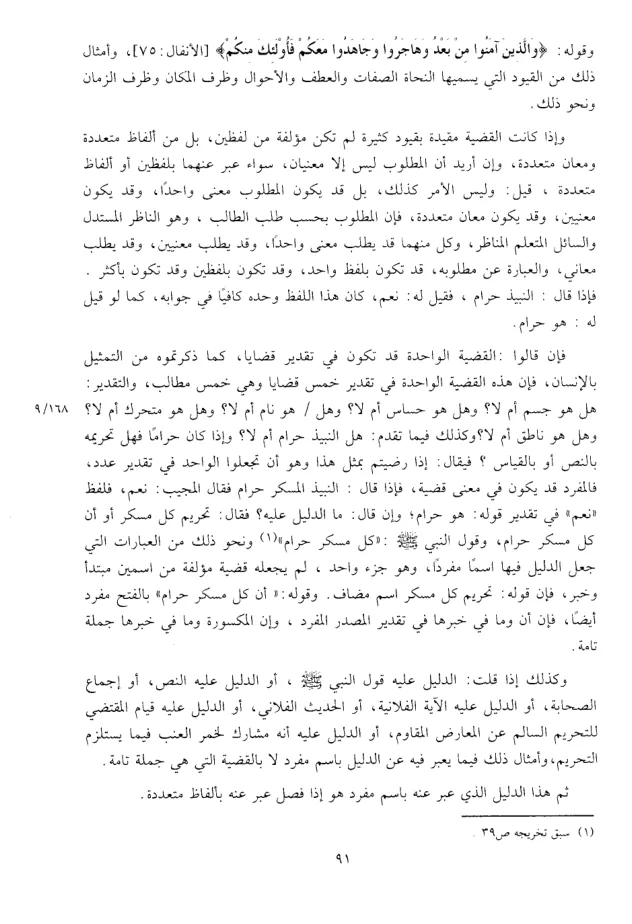 وقوله: ﴿وَالَّذِينَ آمَنُوا مِنْ بَعْدُ وَهَاجَرُوا وَجَاهَدُوا مَعَكُمْ فَأُوْلَئِكَ مِنكُمْ﴾ [الأنفال: ٧٥]، وأمثال
ذلك من القيود التي يسميها النحاة الصفات والعطف والأحوال وظرف المكان وظرف الزمان
ونحو ذلك.
وإذا كانت القضية مقيدة بقيود كثيرة لم تكن مؤلفة من لفظين، بل من ألفاظ متعددة
ومعان متعددة، وإن أريد أن المطلوب ليس إلا معنيان، سواء عبر عنهما بلفظين أو ألفاظ
متعددة ، قيل: وليس الأمر كذلك، بل قد يكون المطلوب معنى واحدًا، وقد يكون
معنيين، وقد يكون معان متعددة، فإن المطلوب بحسب طلب الطالب ، وهو الناظر المستدل
والسائل المتعلم المناظر، وكل منهما قد يطلب معنى واحدًا، وقد يطلب معنيين، وقد يطلب
معاني، والعبارة عن مطلوبه، قد تكون بلفظ واحد، وقد تكون بلفظين وقد تكون بأكثر .
فإذا قال : النبيذ حرام ، فقيل له: نعم، كان هذا اللفظ وحده كافيًا في جوابه، كما لو قيل
له : هو حرام.
فإن قالوا :القضية الواحدة قد تكون في تقدير قضايا، كما ذكرتموه من التمثيل
بالإنسان، فإن هذه القضية الواحدة في تقدير خمس قضايا وهي خمس مطالب، والتقدير:
هل هو جسم أم لا؟ وهل هو حساس أم لا؟ وهل / هو نام أم لا؟ وهل هو متحرك أم لا؟ ٩/١٦٨
وهل هو ناطق أم لا؟وكذلك فيما تقدم: هل النبيذ حرام أم لا؟ وإذا كان حرامًا فهل تحريمه
بالنص أو بالقياس ؟ فيقال: إذا رضيتم بمثل هذا وهو أن تجعلوا الواحد في تقدير عدد،
فالمفرد قد يكون في معنى قضية، فإذا قال : النبيذ المسكر حرام فقال المجيب: نعم، فلفظ
«نعم» في تقدير قوله: هو حرام؛ وإن قال: ما الدليل عليه؟ فقال: تحريم كل مسكر أو أن
كل مسكر حرام، وقول النبي ﷺ :«كل مسكر حرام»(١) ونحو ذلك من العبارات التي
جعل الدليل فيها اسمًا مفردًا، وهو جزء واحد ، لم يجعله قضية مؤلفة من اسمين مبتدأ
وخبر، فإن قوله: تحريم كل مسكر اسم مضاف. وقوله:« أن كل مسكر حرام» بالفتح مفرد
أيضًا، فإن أن وما في خبرها في تقدير المصدر المفرد ، وإن المكسورة وما في خبرها جملة
تامة.
وكذلك إذا قلت: الدليل عليه قول النبي ﷺ ، أو الدليل عليه النص، أو إجماع
الصحابة، أو الدليل عليه الآية الفلانية، أو الحديث الفلاني، أو الدليل عليه قيام المقتضي
للتحريم السالم عن المعارض المقاوم، أو الدليل عليه أنه مشارك لخمر العنب فيما يستلزم
التحريم،وأمثال ذلك فيما يعبر فيه عن الدليل باسم مفرد لا بالقضية التي هي جملة تامة.
ثم هذا الدليل الذي عبر عنه باسم مفرد هو إذا فصل عبر عنه بألفاظ متعددة.
(١) سبق تخريجه ص٣٩ .
٩١